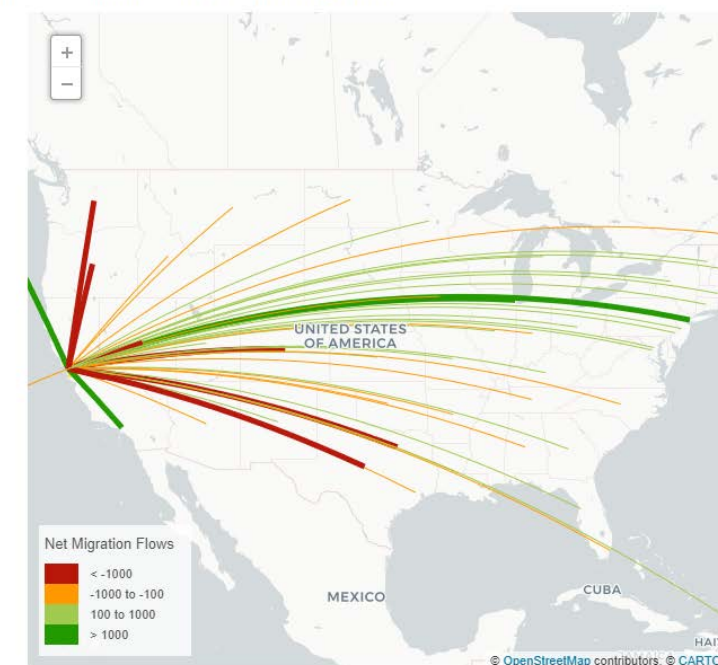 +
−
UNITED STATES
OF AMERICA
MEXICO
CUBA
HAI
Net Migration Flows
< -1000
-1000 to -100
100 to 1000
> 1000
© OpenStreetMap contributors, © CARTO